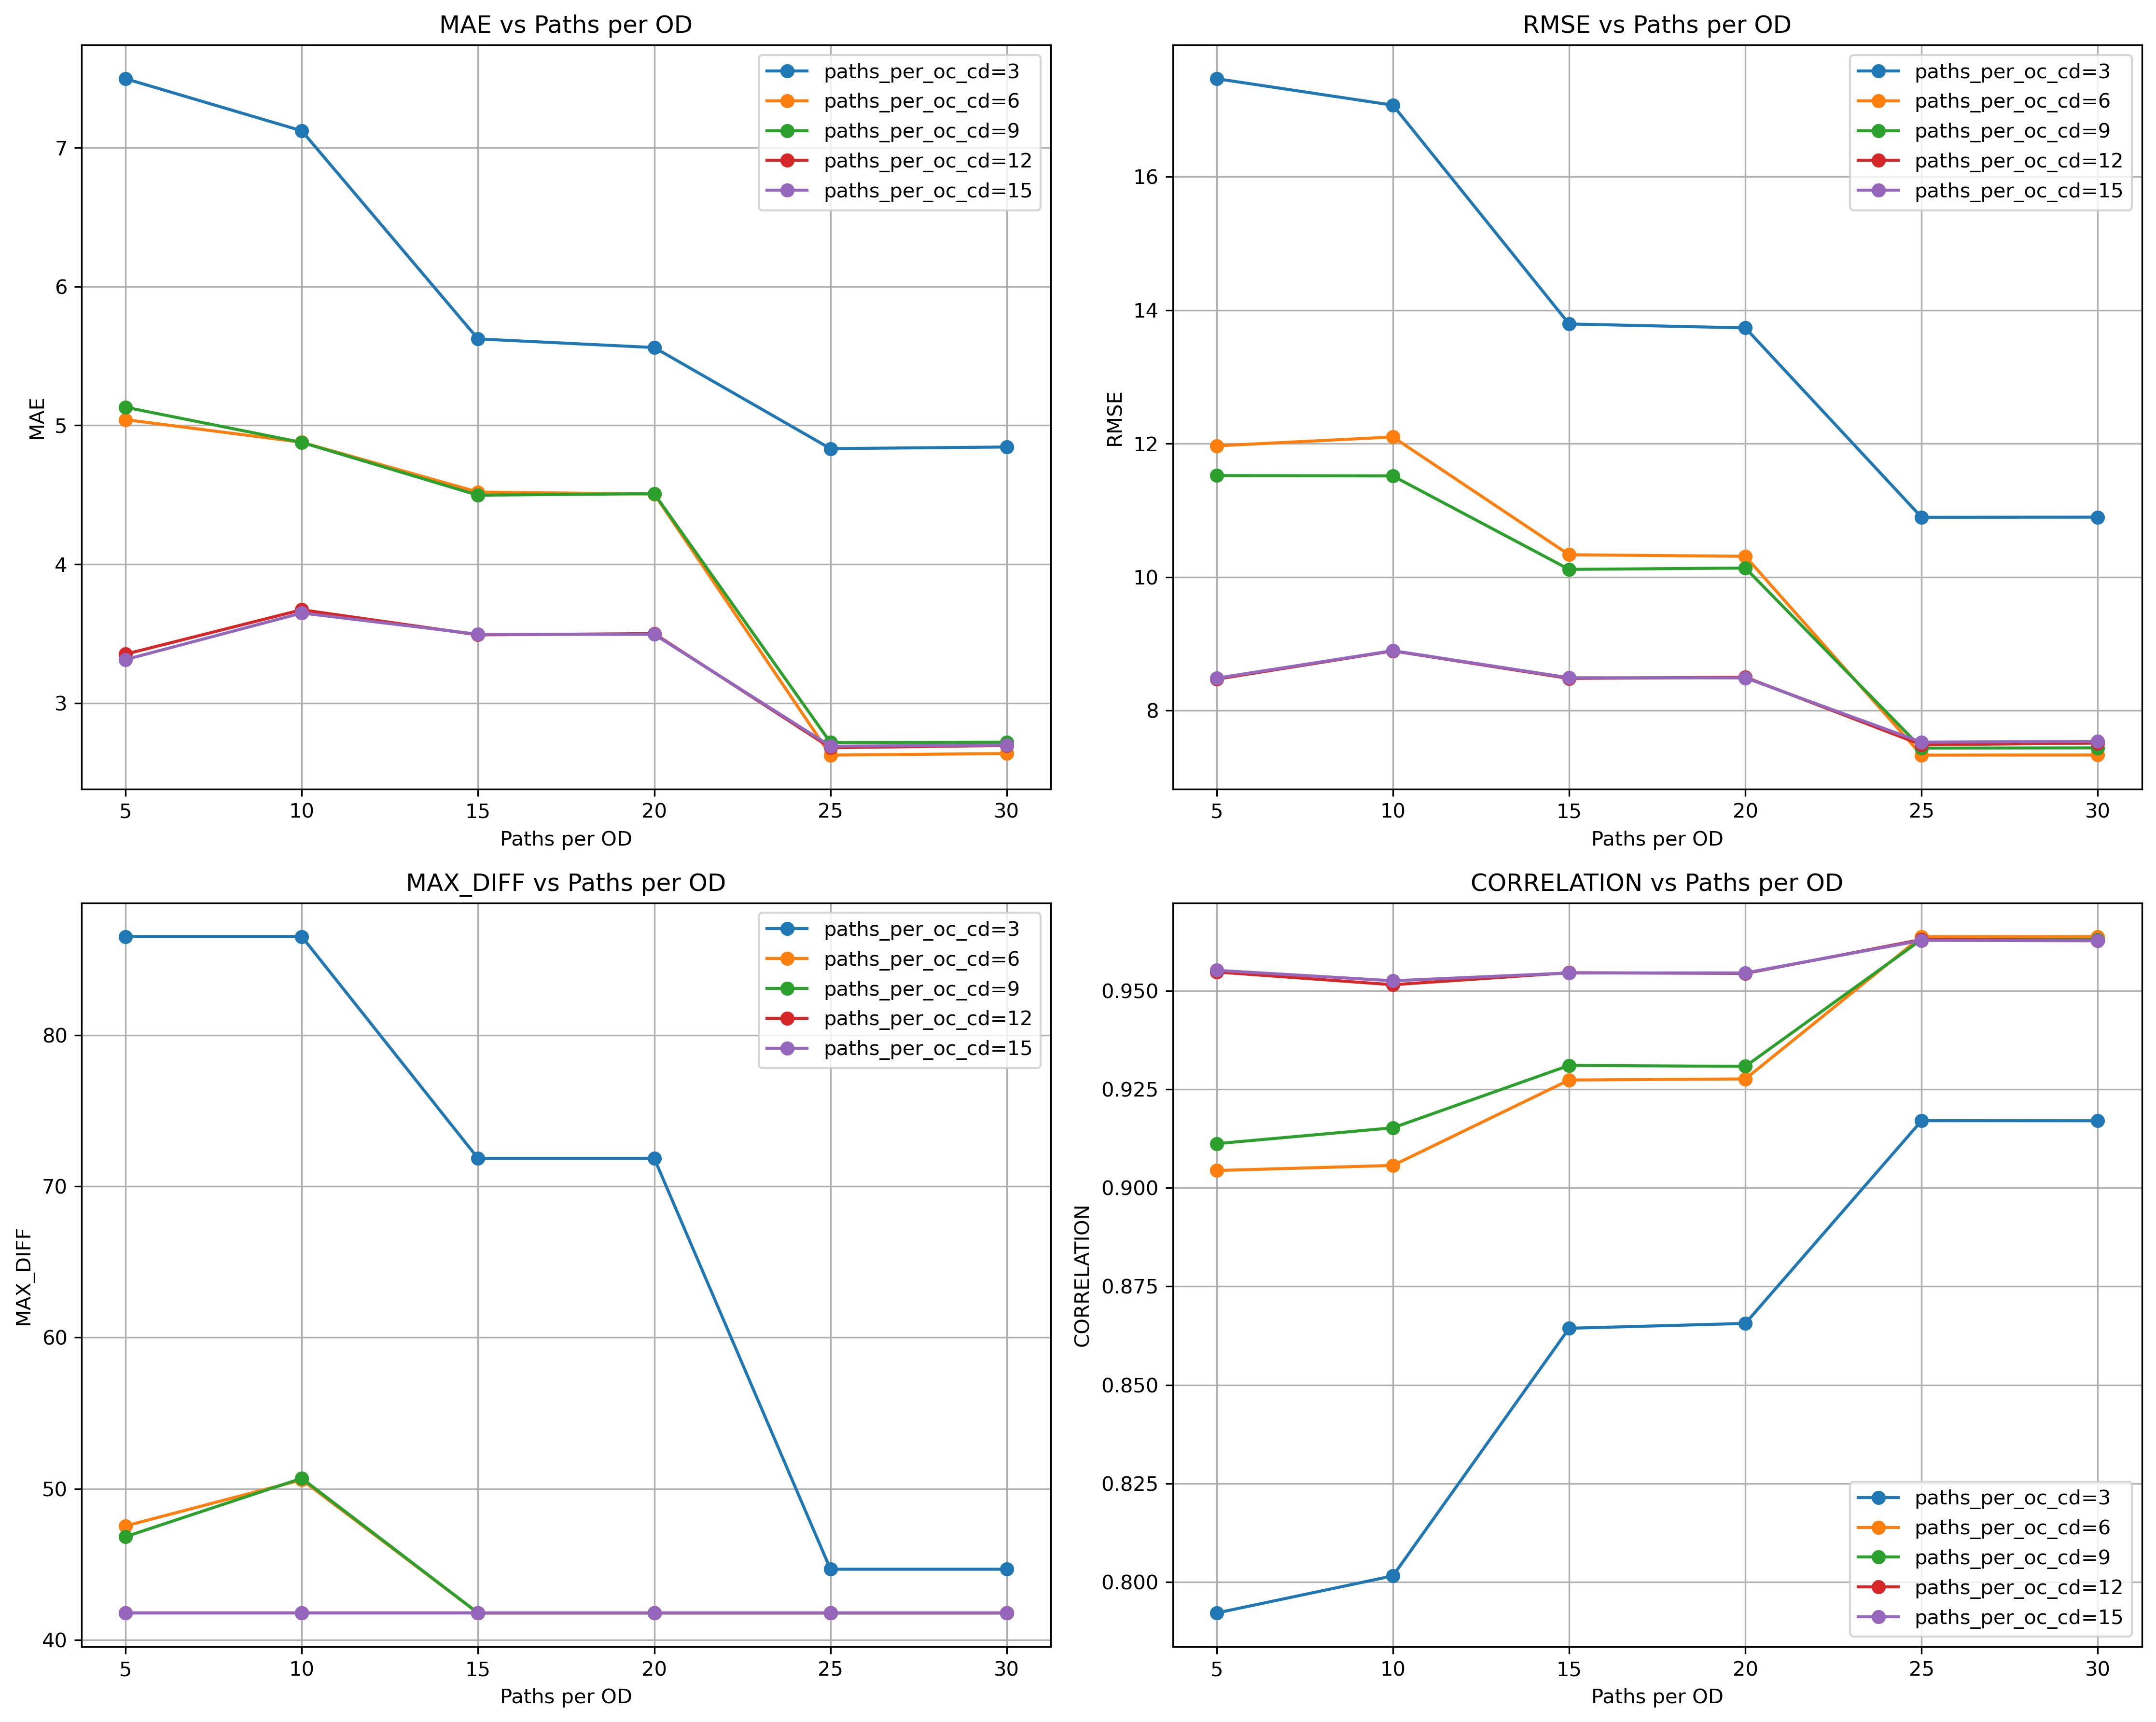 MAE vs Paths per OD
paths_per_oc_cd=3
paths_per_oc_cd=6
paths_per_oc_cd=9
paths_per_oc_cd=12
paths_per_oc_cd=15
7
6
5
4
3
MAE
5 10 15 20 25 30
Paths per OD
RMSE vs Paths per OD
paths_per_oc_cd=3
paths_per_oc_cd=6
paths_per_oc_cd=9
paths_per_oc_cd=12
paths_per_oc_cd=15
16
14
12
10
8
RMSE
5 10 15 20 25 30
Paths per OD
MAX_DIFF vs Paths per OD
paths_per_oc_cd=3
paths_per_oc_cd=6
paths_per_oc_cd=9
paths_per_oc_cd=12
paths_per_oc_cd=15
80
70
60
50
40
MAX_DIFF
5 10 15 20 25 30
Paths per OD
CORRELATION vs Paths per OD
0.950
0.925
0.900
0.875
0.850
0.825
0.800
CORRELATION
paths_per_oc_cd=3
paths_per_oc_cd=6
paths_per_oc_cd=9
paths_per_oc_cd=12
paths_per_oc_cd=15
5 10 15 20 25 30
Paths per OD